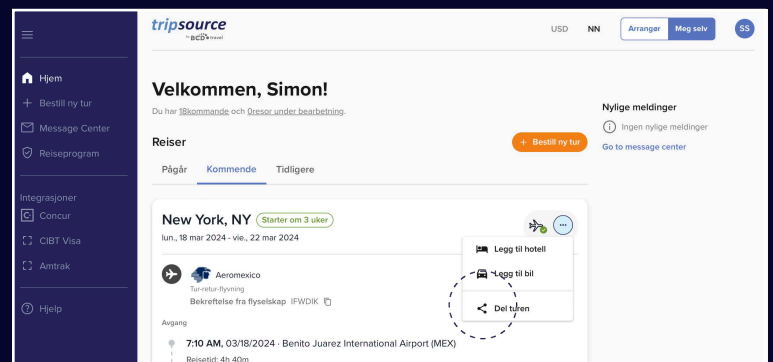 tripsource
by BCD travel
USD NN Arrangør Meg selv SS
Hjem
Bestill ny tur
Message Center
Reiseprogram
Integrasjoner
Concur
CIBT Visa
Amtrak
Hjelp
Velkommen, Simon!
Du har 18kommande och 0resor under bearbetning.
Reiser
+ Bestill ny tur
Pågår Kommende Tidligere
New York, NY Starter om 3 uker
lun., 18 mar 2024 - vie., 22 mar 2024
Legg til hotell
Legg til bil
Del turen
Aeromexico
Tur-retur-flyvning
Bekreftelse fra flyselskap IFWDIK
Avgang
7:10 AM, 03/18/2024 · Benito Juarez International Airport (MEX)
Reisetid: 4h 40m
Nylige meldinger
Ingen nylige meldinger
Go to message center